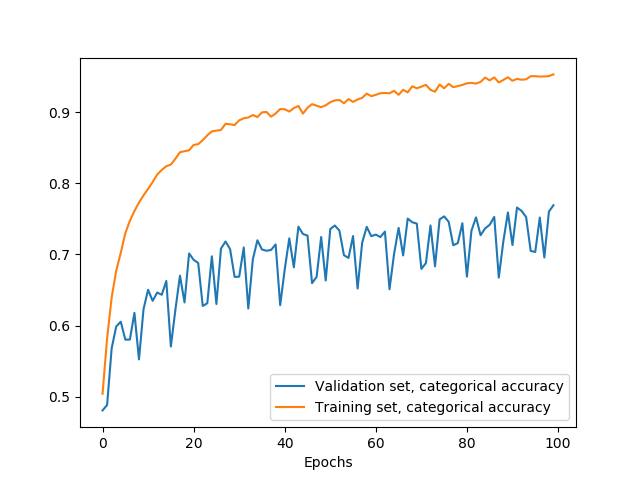 0.9
0.8
0.7
0.6
0.5
Validation set, categorical accuracy
Training set, categorical accuracy
0 20 40 60 80 100
Epochs